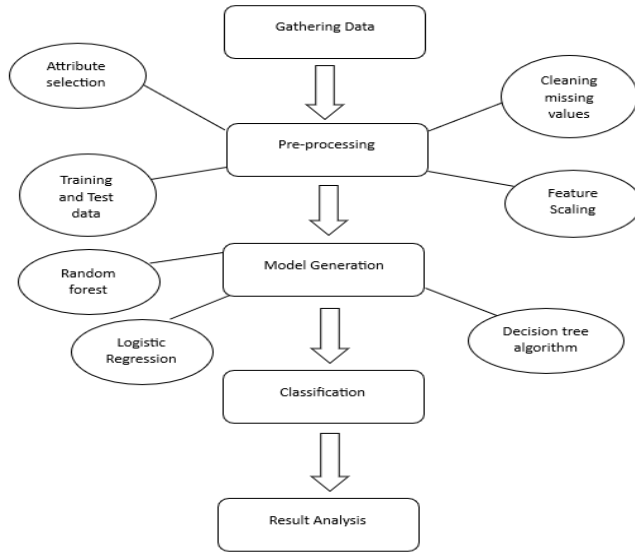 Gathering Data
Attribute
selection
Cleaning
missing
values
Pre-processing
Training
and Test
data
Feature
Scaling
Model Generation
Random
forest
Logistic
Regression
Decision tree
algorithm
Classification
Result Analysis